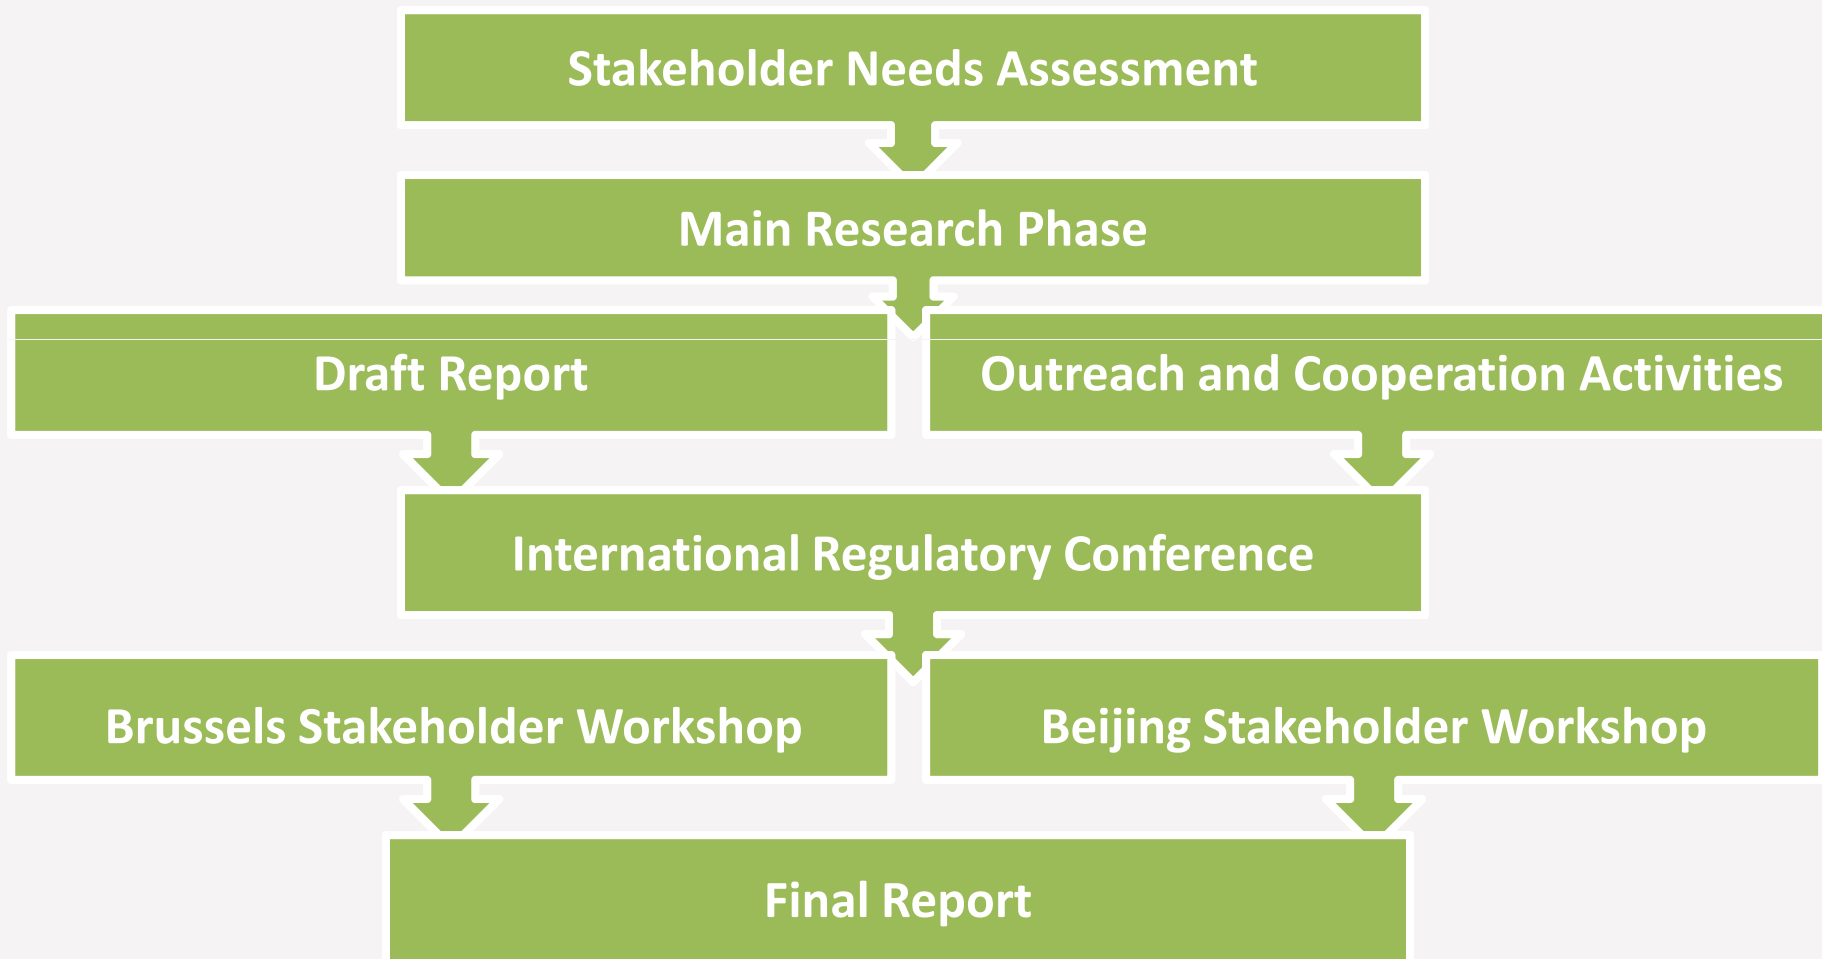 Stakeholder Needs Assessment
Main Research Phase
Draft Report
Outreach and Cooperation Activities
International Regulatory Conference
Brussels Stakeholder Workshop
Beijing Stakeholder Workshop
Final Report